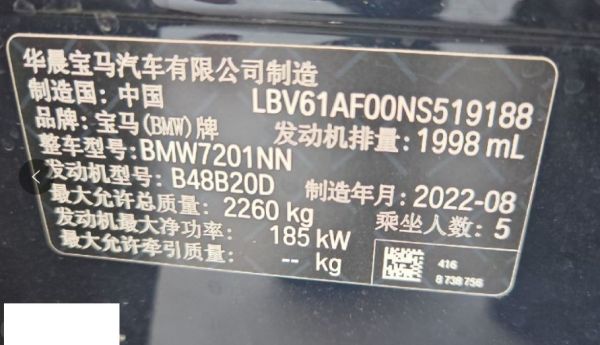 华晨宝马汽车有限公司制造
制造国: 中国 LBV61AF00NS519188
品牌: 宝马(BMW)牌 发动机排量: 1998 mL
整车型号: BMW7201NN
发动机型号: B48B20D 制造年月: 2022-08
最大允许总质量: 2260 kg 乘坐人数: 5
发动机最大净功率: 185 kW
最大允许牵引质量: -- kg
416
8 738 756